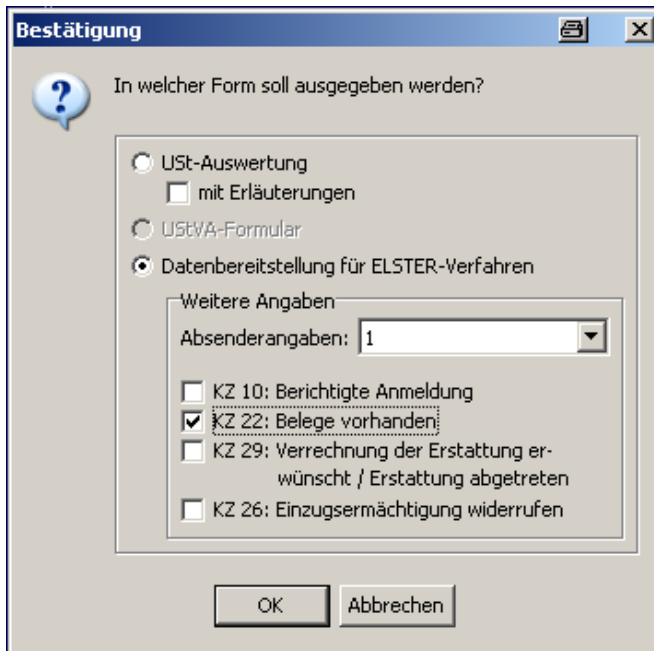 Bestätigung
In welcher Form soll ausgegeben werden?
USt-Auswertung
mit Erläuterungen
UStVA-Formular
Datenbereitstellung für ELSTER-Verfahren
Weitere Angaben
Absenderangaben: 1
KZ 10: Berichtigte Anmeldung
KZ 22: Belege vorhanden
KZ 29: Verrechnung der Erstattung er-
wünscht / Erstattung abgetreten
KZ 26: Einzugsermächtigung widerrufen
OK Abbrechen